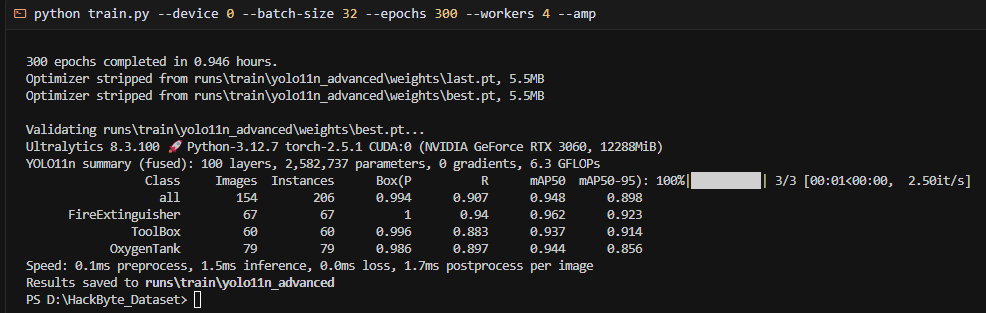 python train.py --device 0 --batch-size 32 --epochs 300 --workers 4 --amp
300 epochs completed in 0.946 hours.
Optimizer stripped from runs\train\yolo11n_advanced\weights\last.pt, 5.5MB
Optimizer stripped from runs\train\yolo11n_advanced\weights\best.pt, 5.5MB
Validating runs\train\yolo11n_advanced\weights\best.pt...
Ultralytics 8.3.100 🚀 Python-3.12.7 torch-2.5.1 CUDA:0 (NVIDIA GeForce RTX 3060, 12288MiB)
YOLO11n summary (fused): 100 layers, 2,582,737 parameters, 0 gradients, 6.3 GFLOPs
Class Images Instances Box(P R mAP50 mAP50-95): 100%|██████████| 3/3 [00:01<00:00, 2.50it/s]
all 154 206 0.994 0.907 0.948 0.898
FireExtinguisher 67 67 1 0.94 0.962 0.923
ToolBox 60 60 0.996 0.883 0.937 0.914
OxygenTank 79 79 0.986 0.897 0.944 0.856
Speed: 0.1ms preprocess, 1.5ms inference, 0.0ms loss, 1.7ms postprocess per image
Results saved to runs\train\yolo11n_advanced
PS D:\HackByte_Dataset>